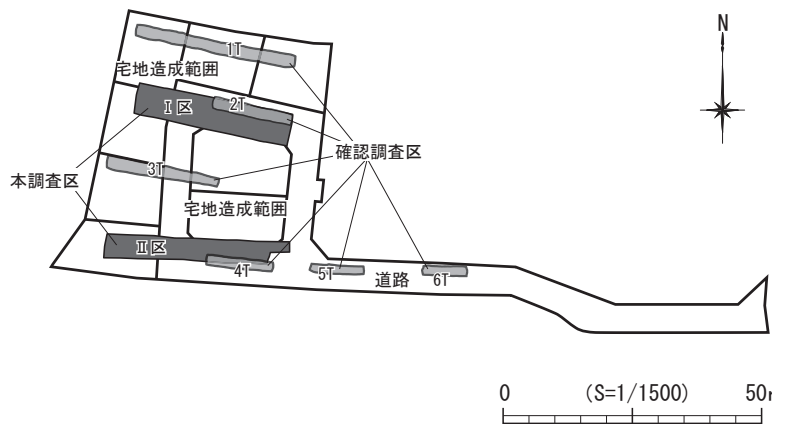 N
1T
宅地造成範囲
Ⅰ区
2T
確認調査区
3T
本調査区
宅地造成範囲
Ⅱ区
4T
5T
道路
6T
0 (S=1/1500) 50